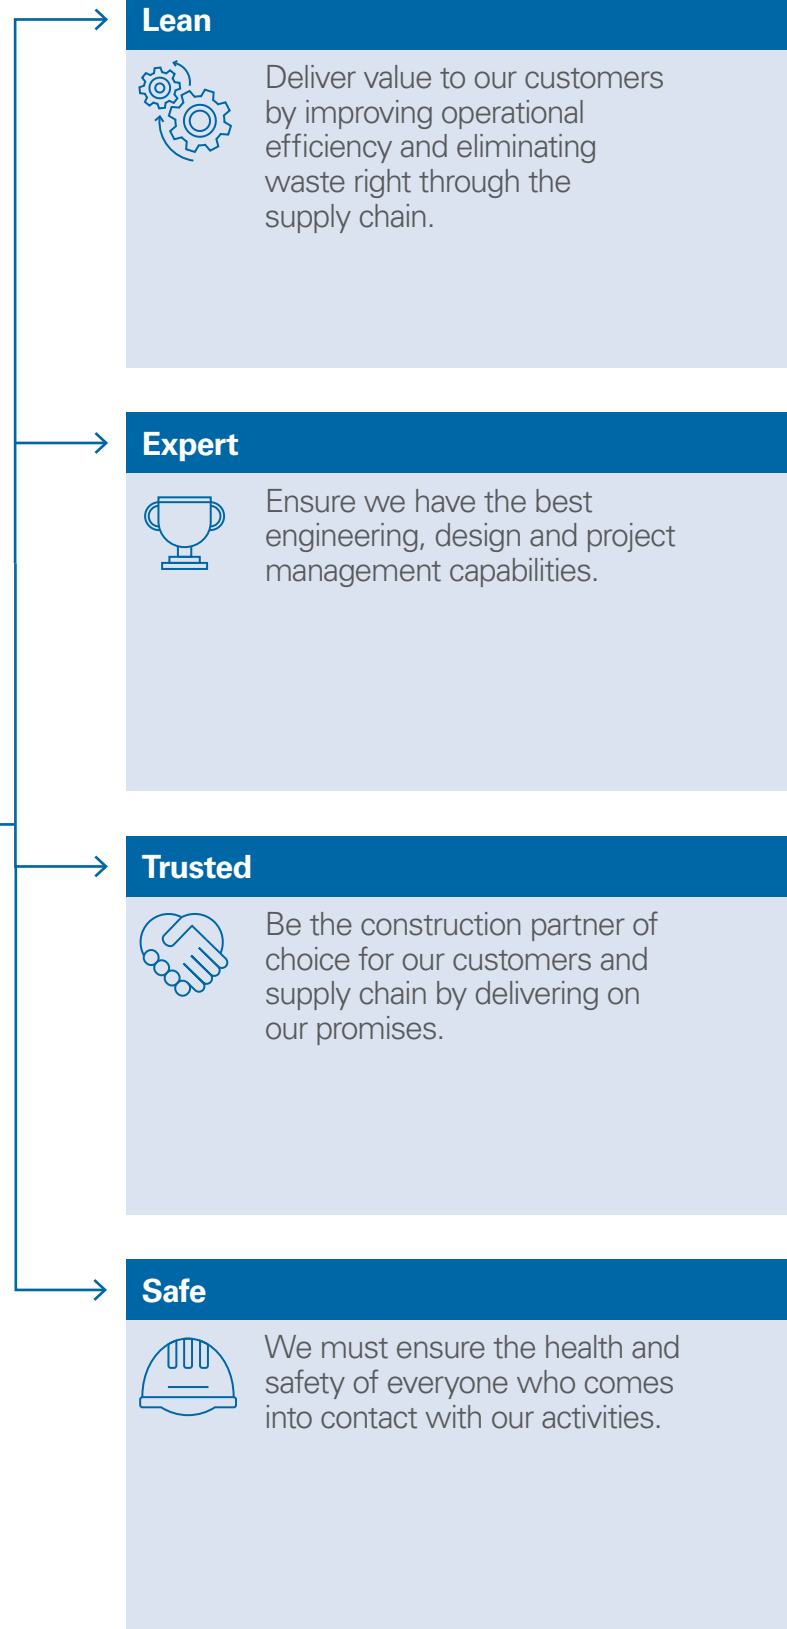 Lean
Deliver value to our customers
by improving operational
efficiency and eliminating
waste right through the
supply chain.
Expert
Ensure we have the best
engineering, design and project
management capabilities.
Trusted
Be the construction partner of
choice for our customers and
supply chain by delivering on
our promises.
Safe
We must ensure the health and
safety of everyone who comes
into contact with our activities.